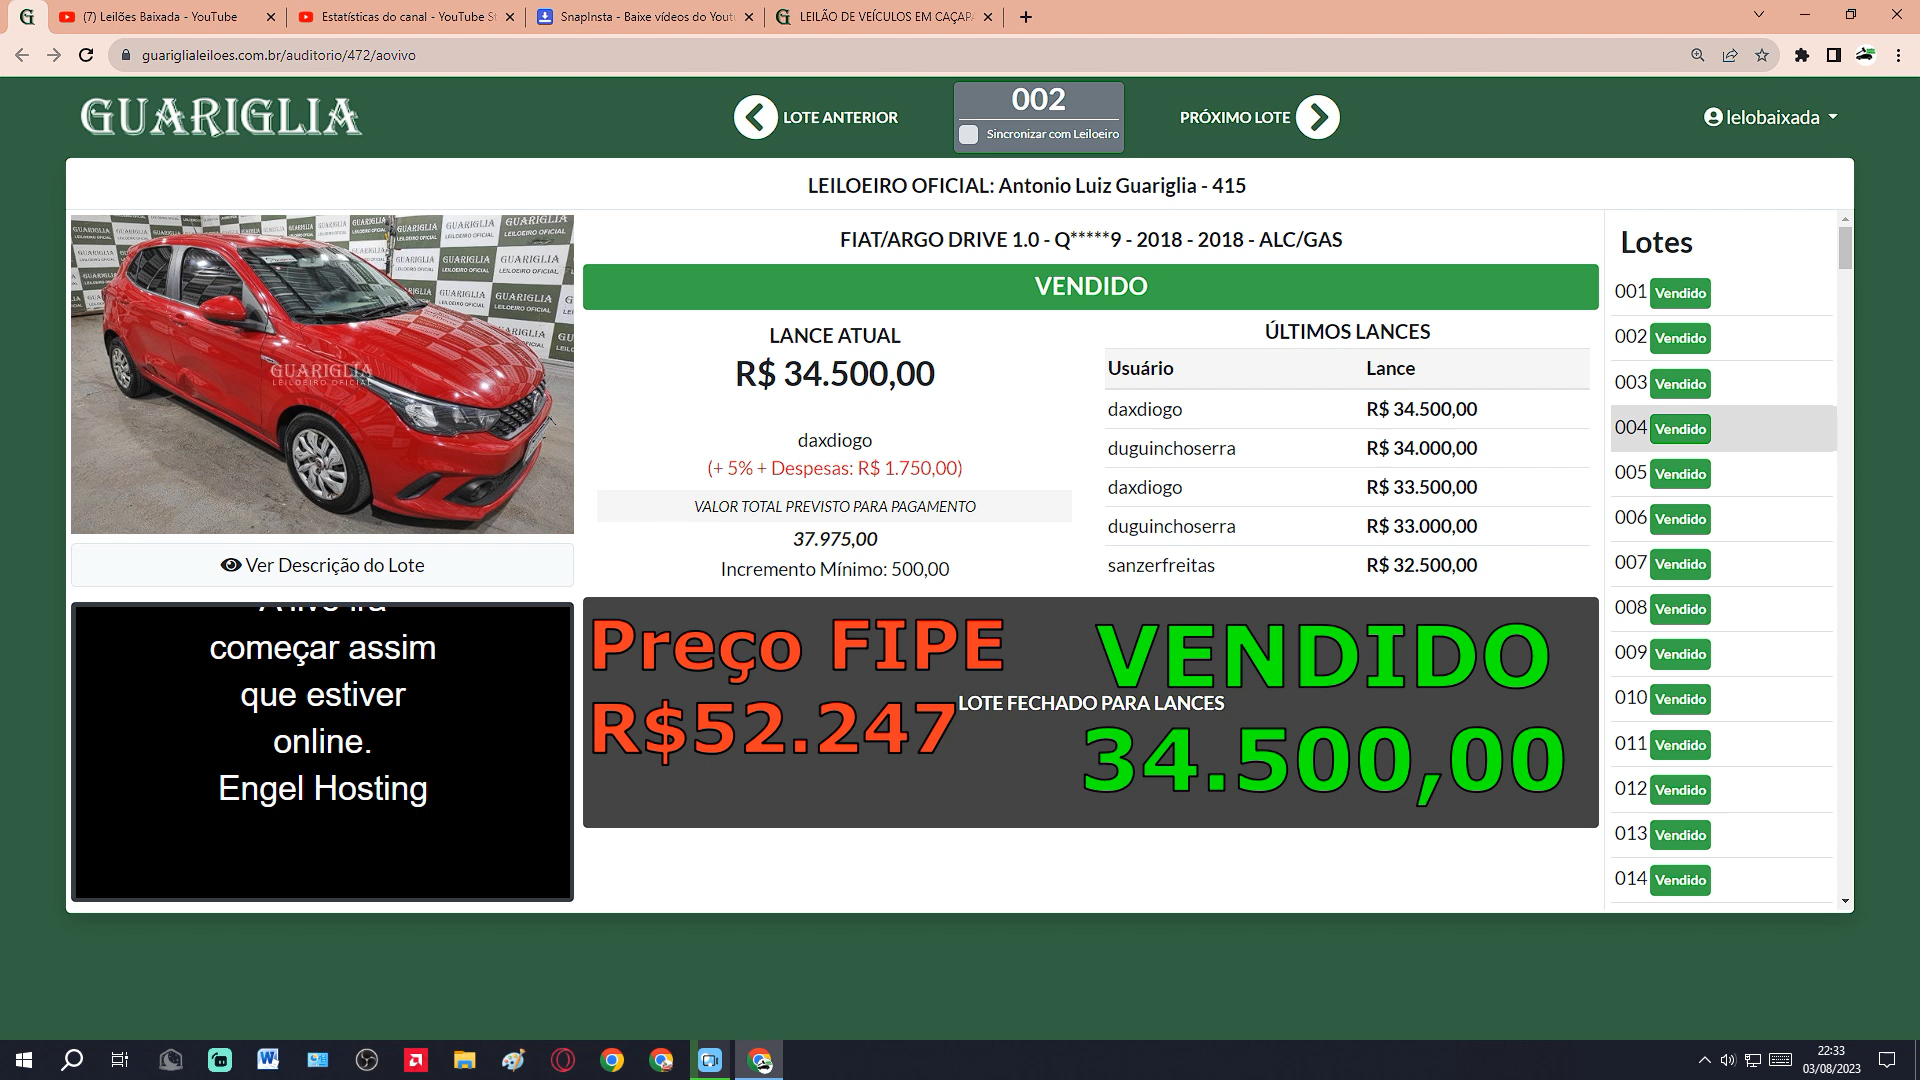 (7) Leilões Baixada - YouTube
Estatísticas do canal - YouTube St
SnapInsta - Baixe vídeos do Youtu
LEILÃO DE VEÍCULOS EM CAÇAPA
guariglialeiloes.com.br/auditorio/472/aovivo
GUARIGLIA
LOTE ANTERIOR
002
Sincronizar com Leiloeiro
PRÓXIMO LOTE
lelobaixada
LEILOEIRO OFICIAL: Antonio Luiz Guariglia - 415
GUARIGLIA
LEILOEIRO OFICIAL
Ver Descrição do Lote
A live irá
começar assim
que estiver
online.
Engel Hosting
FIAT/ARGO DRIVE 1.0 - Q*****9 - 2018 - 2018 - ALC/GAS
VENDIDO
LANCE ATUAL
R$ 34.500,00
daxdiogo
(+ 5% + Despesas: R$ 1.750,00)
VALOR TOTAL PREVISTO PARA PAGAMENTO
37.975,00
Incremento Mínimo: 500,00
ÚLTIMOS LANCES
Usuário Lance
daxdiogo R$ 34.500,00
duguinchoserra R$ 34.000,00
daxdiogo R$ 33.500,00
duguinchoserra R$ 33.000,00
sanzerfreitas R$ 32.500,00
Preço FIPE
R$52.247
LOTE FECHADO PARA LANCES
VENDIDO
34.500,00
Lotes
001 Vendido
002 Vendido
003 Vendido
004 Vendido
005 Vendido
006 Vendido
007 Vendido
008 Vendido
009 Vendido
010 Vendido
011 Vendido
012 Vendido
013 Vendido
014 Vendido
22:33
03/08/2023